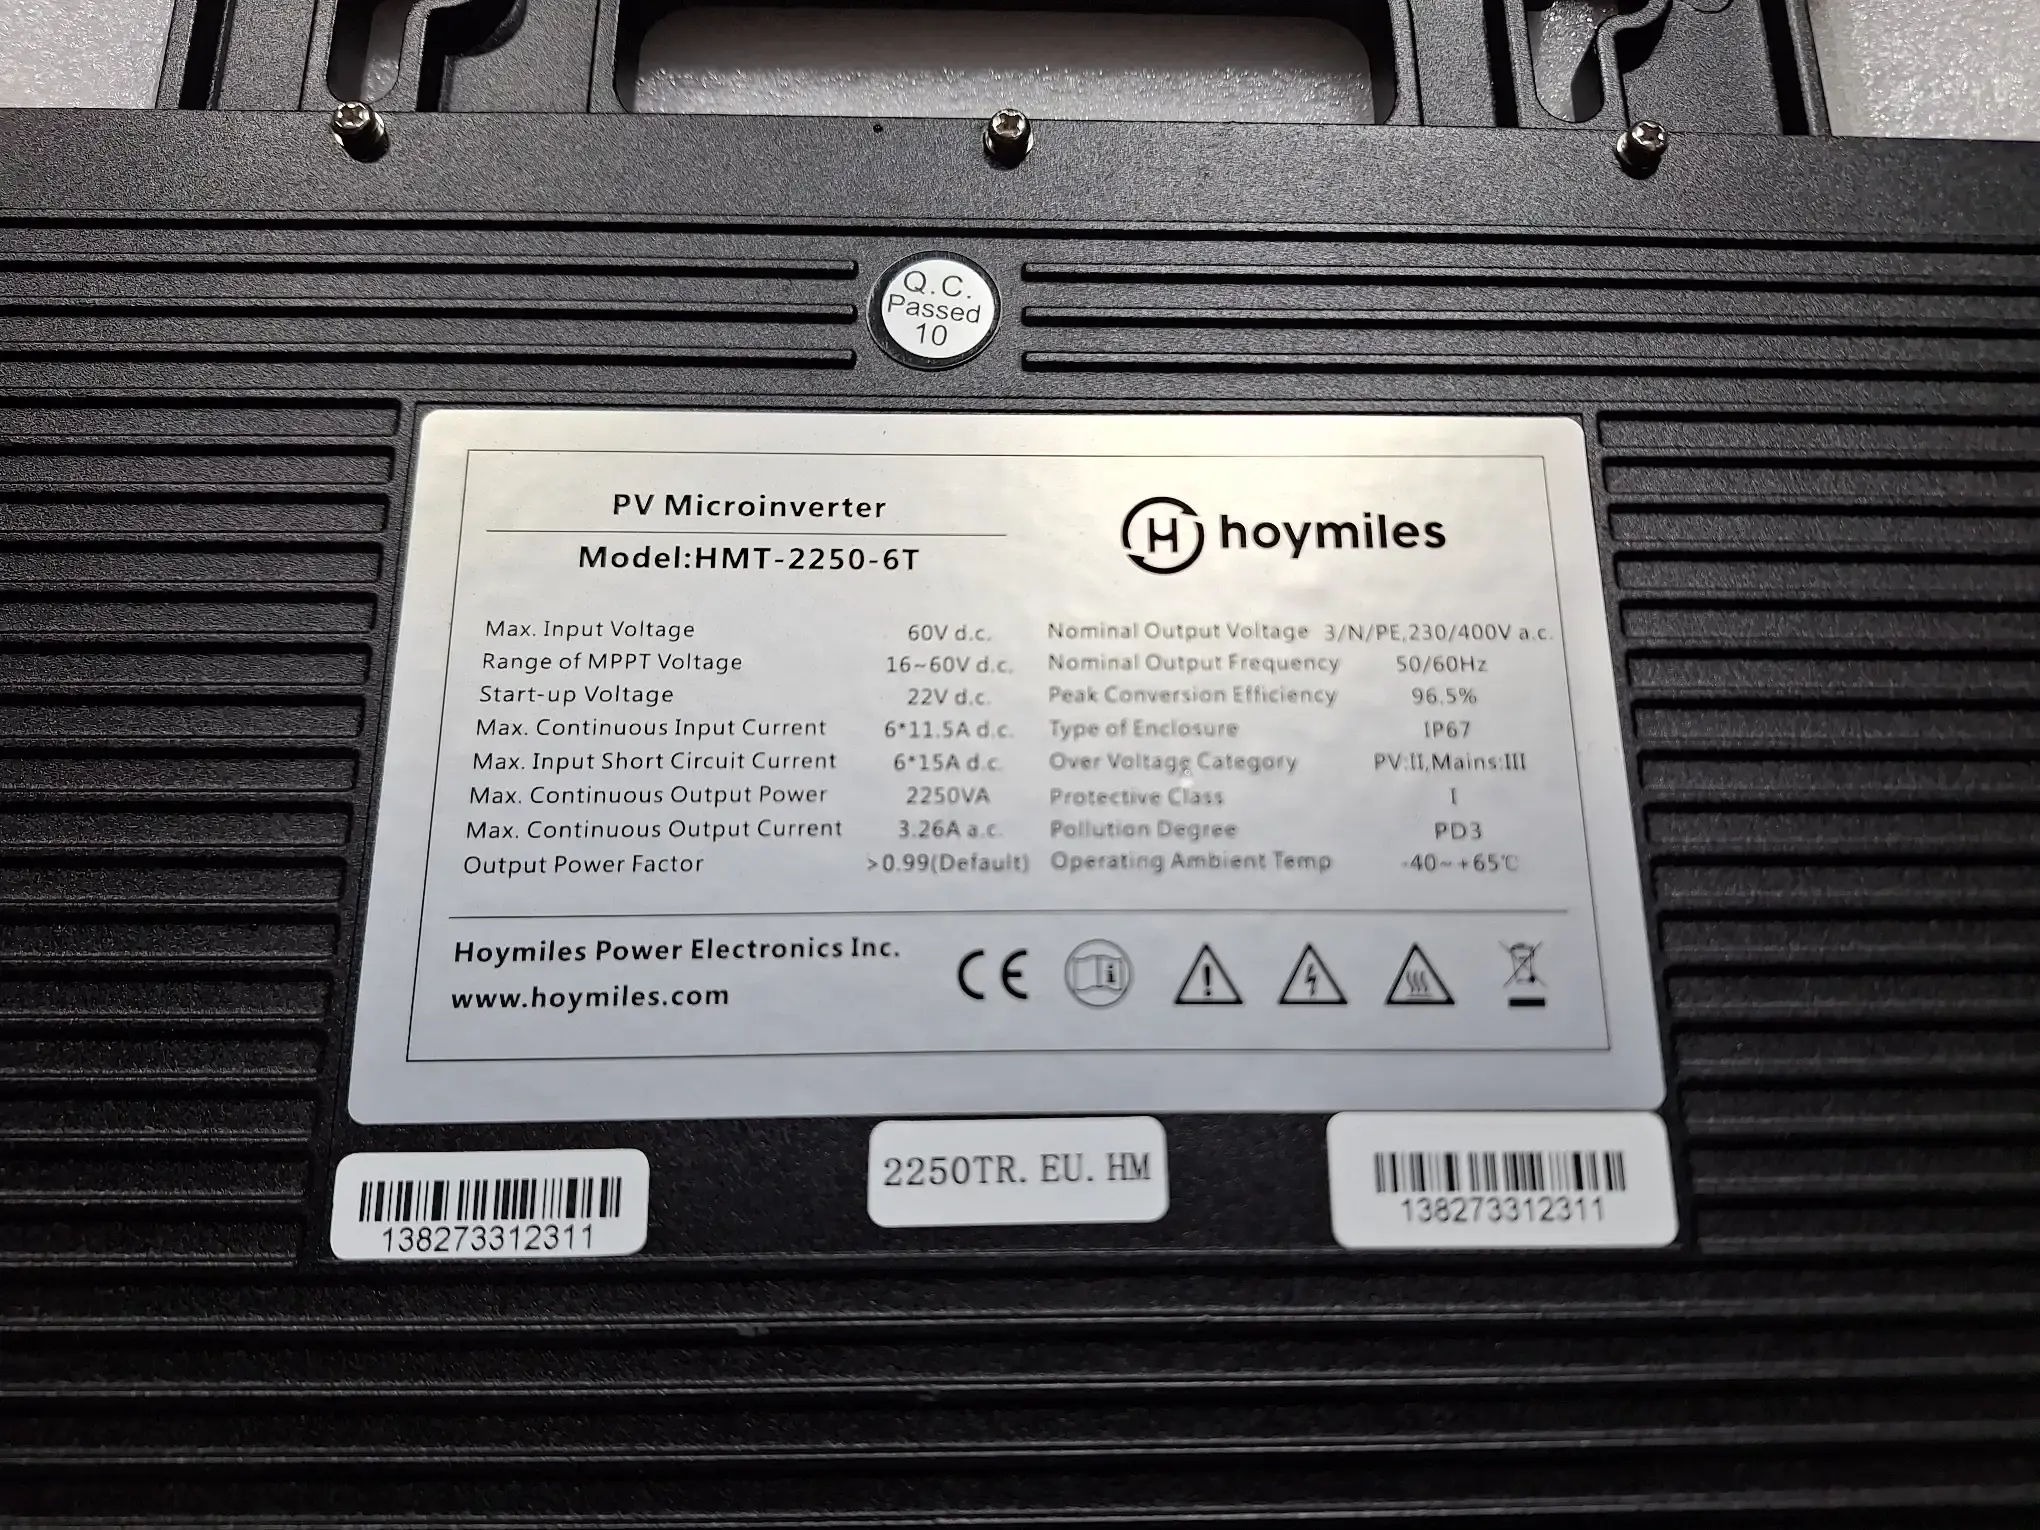 Q.C.
Passed
10
PV Microinverter
Model:HMT-2250-6T
hoymiles
Max. Input Voltage 60V d.c.
Range of MPPT Voltage 16~60V d.c.
Start-up Voltage 22V d.c.
Max. Continuous Input Current 6*11.5A d.c.
Max. Input Short Circuit Current 6*15A d.c.
Max. Continuous Output Power 2250VA
Max. Continuous Output Current 3.26A a.c.
Output Power Factor >0.99(Default)
Nominal Output Voltage 3/N/PE,230/400V a.c.
Nominal Output Frequency 50/60Hz
Peak Conversion Efficiency 96.5%
Type of Enclosure IP67
Over Voltage Category PV:II,Mains:III
Protective Class I
Pollution Degree PD3
Operating Ambient Temp -40~+65℃
Hoymiles Power Electronics Inc.
www.hoymiles.com
CE
138273312311
2250TR. EU. HM
138273312311